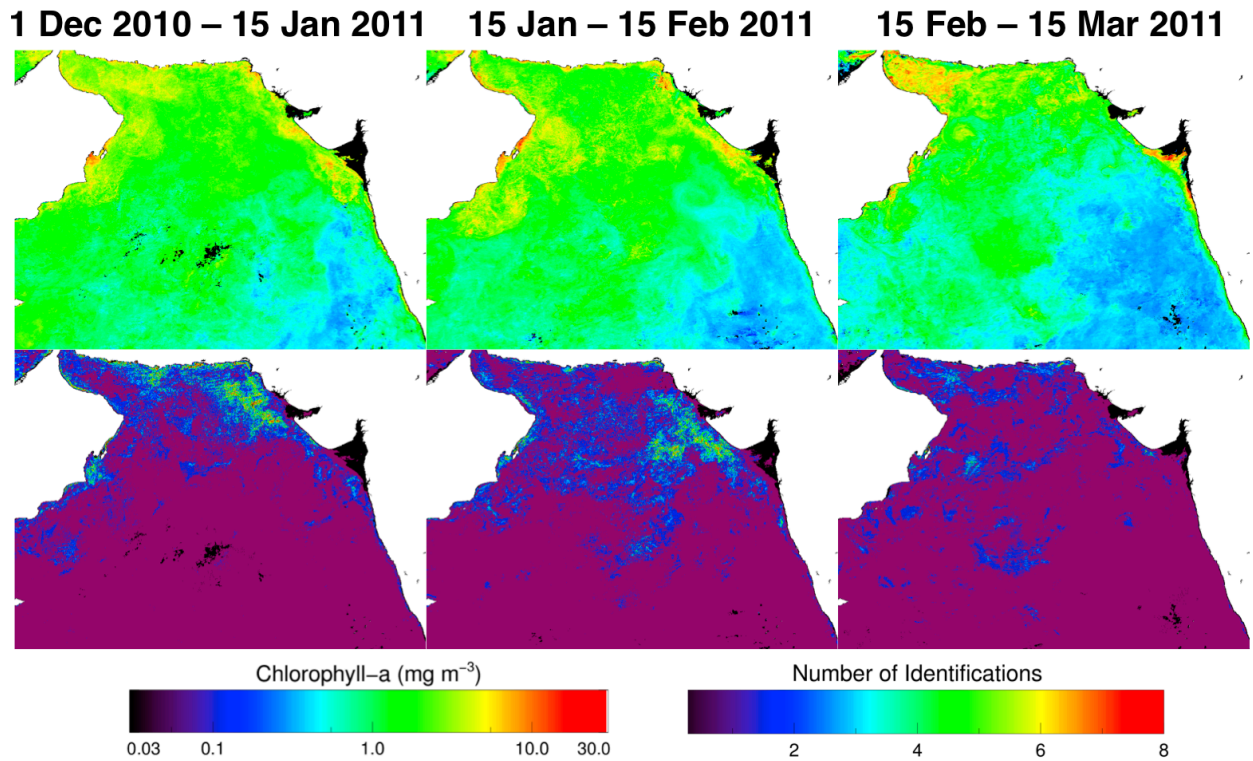 1 Dec 2010 – 15 Jan 2011 15 Jan – 15 Feb 2011 15 Feb – 15 Mar 2011
Chlorophyll−a (mg m⁻³) Number of Identifications
0.03 0.1 1.0 10.0 30.0 2 4 6 8